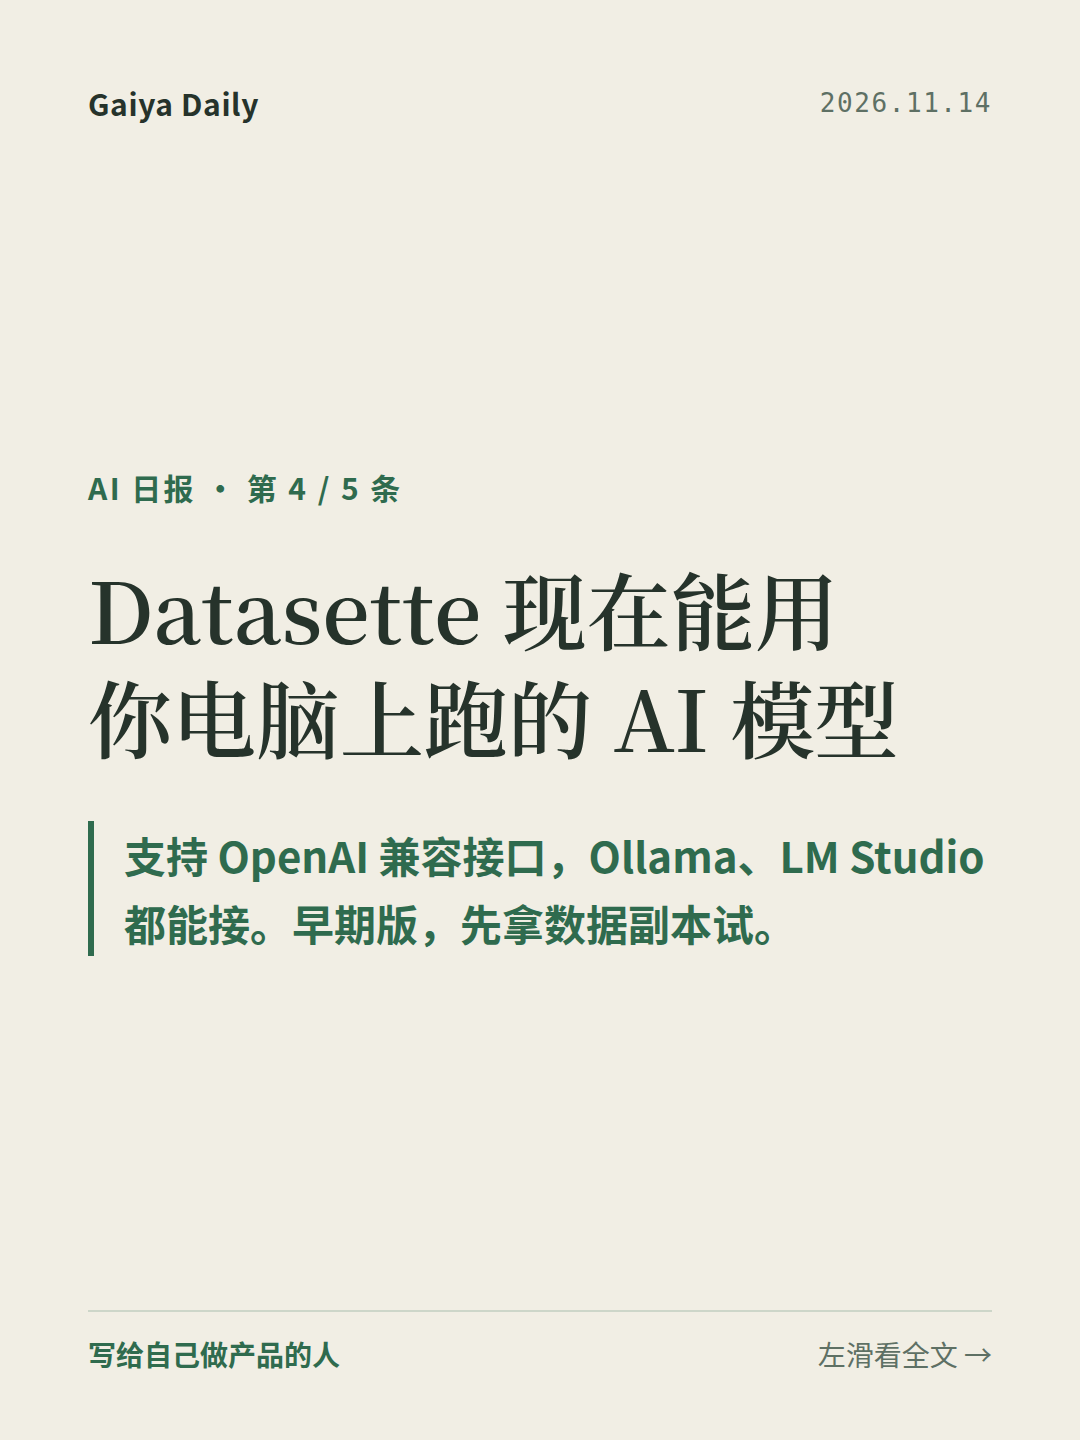 Gaiya Daily
2026.11.14
AI 日报 · 第 4 / 5 条
Datasette 现在能用
你电脑上跑的 AI 模型
支持 OpenAI 兼容接口，Ollama、LM Studio
都能接。早期版，先拿数据副本试。
写给自己做产品的人
左滑看全文 →